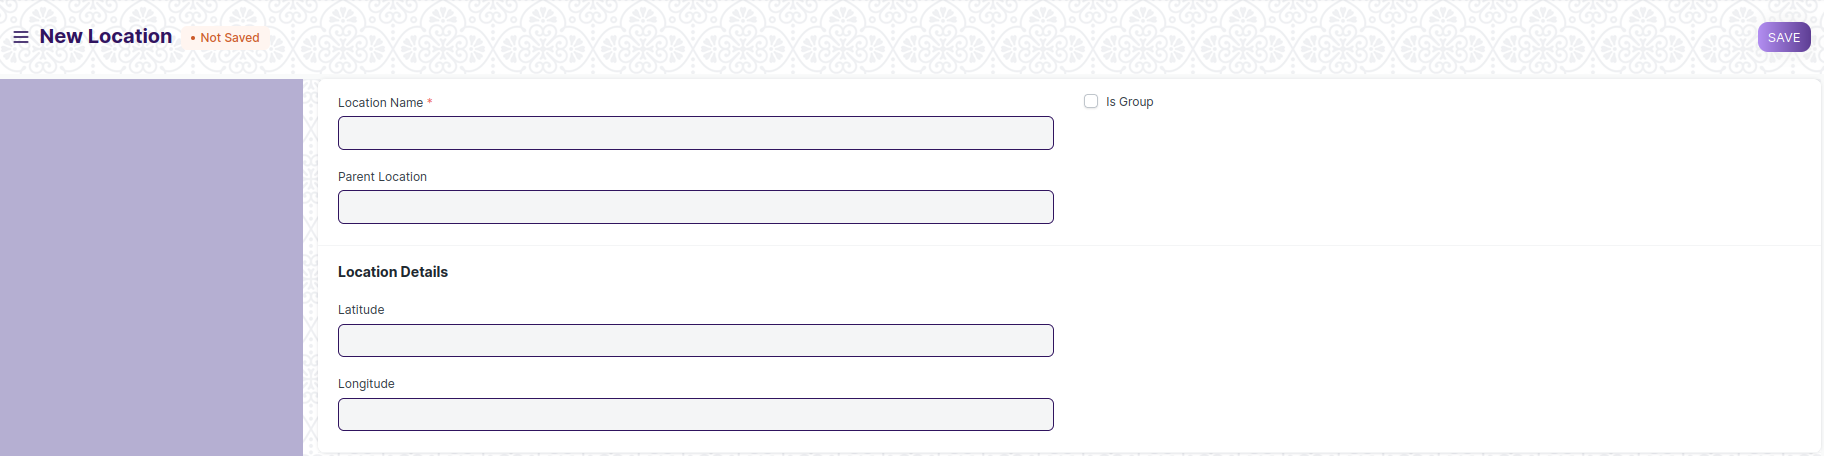 New Location
• Not Saved
SAVE
Location Name *
Is Group
Parent Location
Location Details
Latitude
Longitude